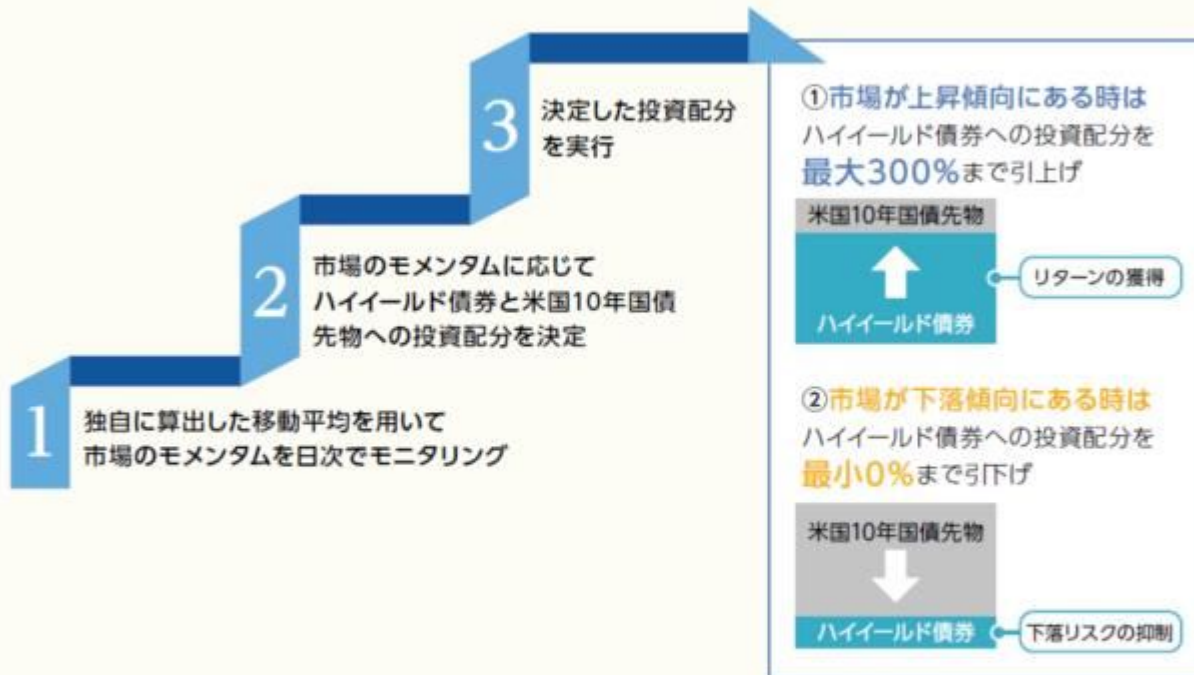 1
独自に算出した移動平均を用いて
市場のモメンタムを日次でモニタリング
2
市場のモメンタムに応じて
ハイイールド債券と米国10年国債
先物への投資配分を決定
3
決定した投資配分
を実行
①市場が上昇傾向にある時は
ハイイールド債券への投資配分を
最大300%まで引上げ
米国10年国債先物
ハイイールド債券
リターンの獲得
②市場が下落傾向にある時は
ハイイールド債券への投資配分を
最小0%まで引下げ
米国10年国債先物
ハイイールド債券
下落リスクの抑制